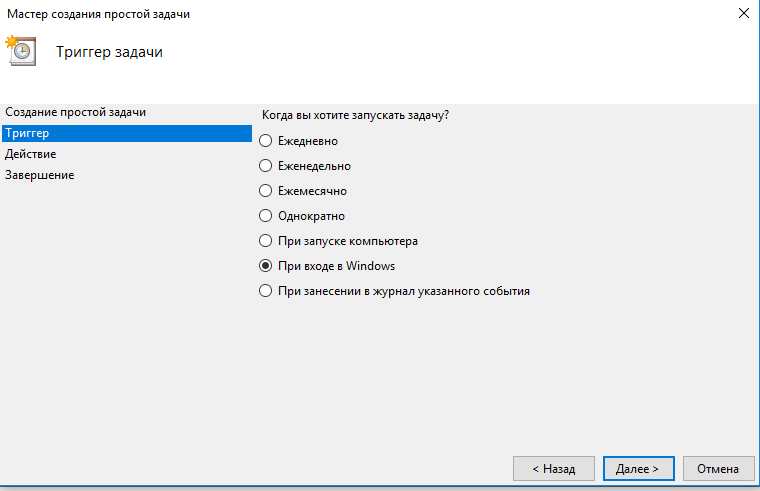 Мастер создания простой задачи
Триггер задачи
Создание простой задачи
Триггер
Действие
Завершение
Когда вы хотите запускать задачу?
Ежедневно
Еженедельно
Ежемесячно
Однократно
При запуске компьютера
При входе в Windows
При занесении в журнал указанного события
< Назад
Далее >
Отмена